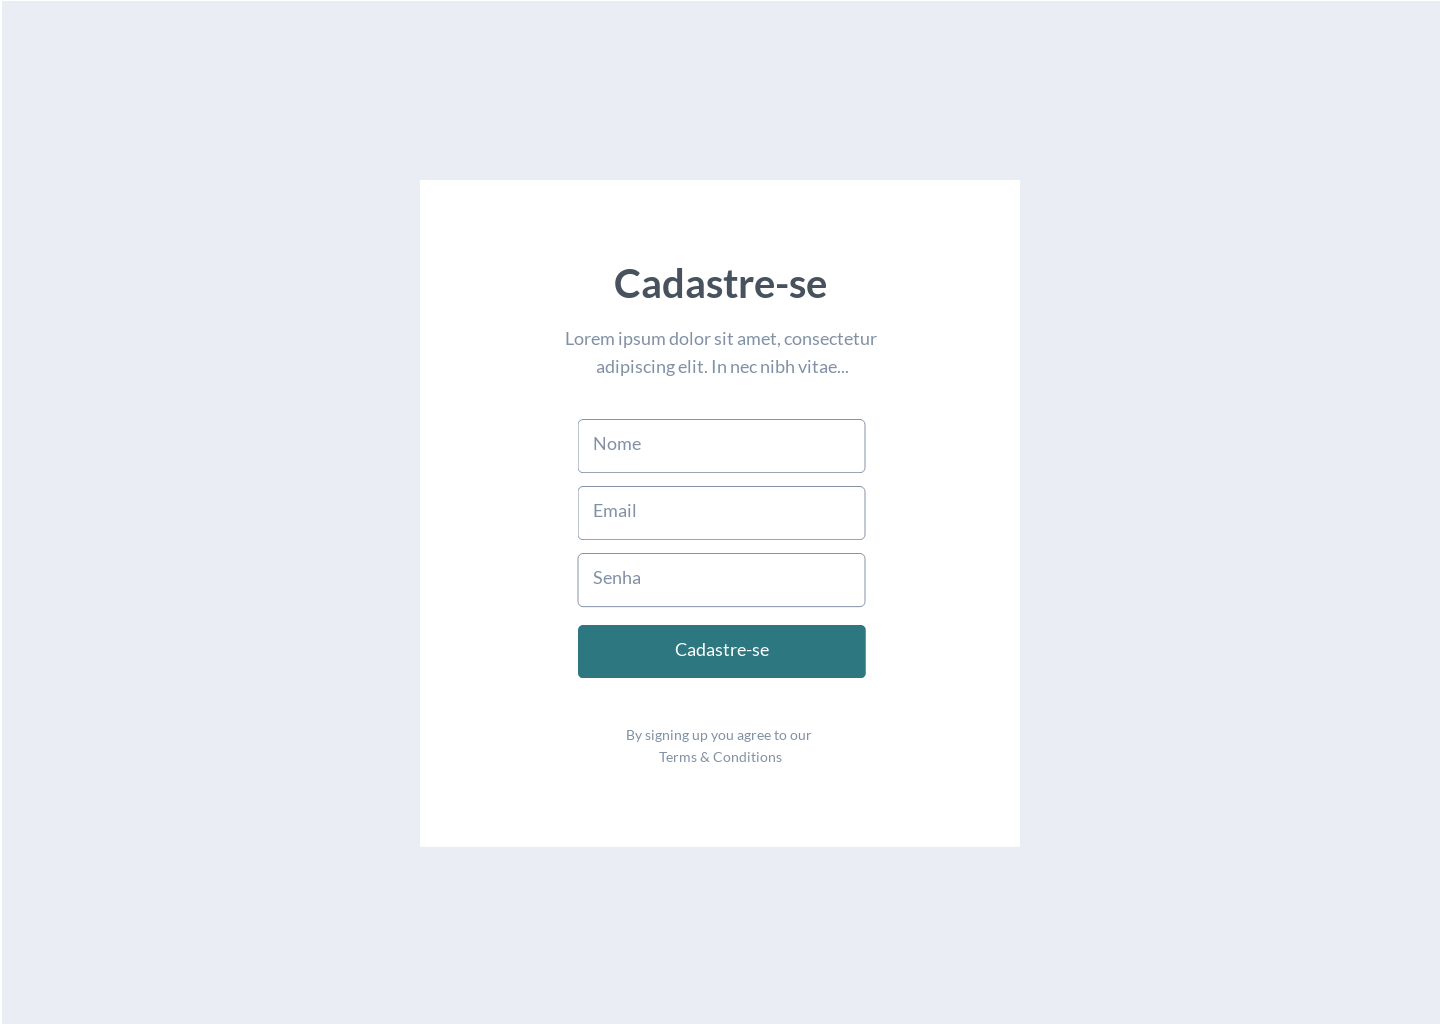 Cadastre-se
Lorem ipsum dolor sit amet, consectetur
adipiscing elit. In nec nibh vitae...
Nome
Email
Senha
Cadastre-se
By signing up you agree to our
Terms & Conditions